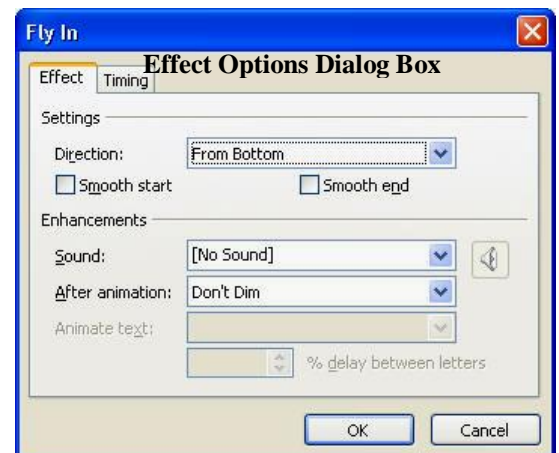 Fly In
Effect Options Dialog Box
Effect Timing
Settings
Direction: From Bottom
Smooth start Smooth end
Enhancements
Sound: [No Sound]
After animation: Don't Dim
Animate text:
% delay between letters
OK Cancel